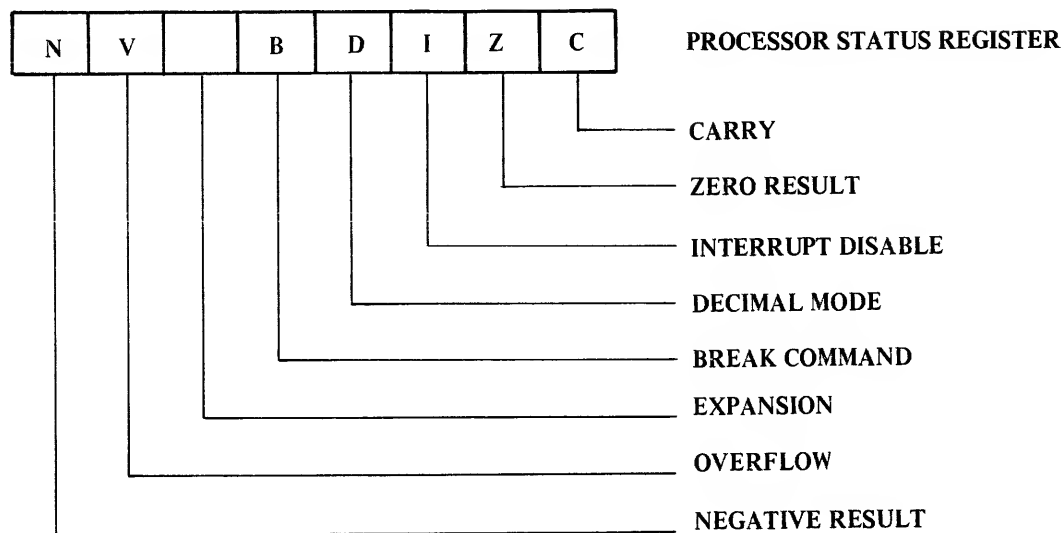 N V B D I Z C PROCESSOR STATUS REGISTER
CARRY
ZERO RESULT
INTERRUPT DISABLE
DECIMAL MODE
BREAK COMMAND
EXPANSION
OVERFLOW
NEGATIVE RESULT